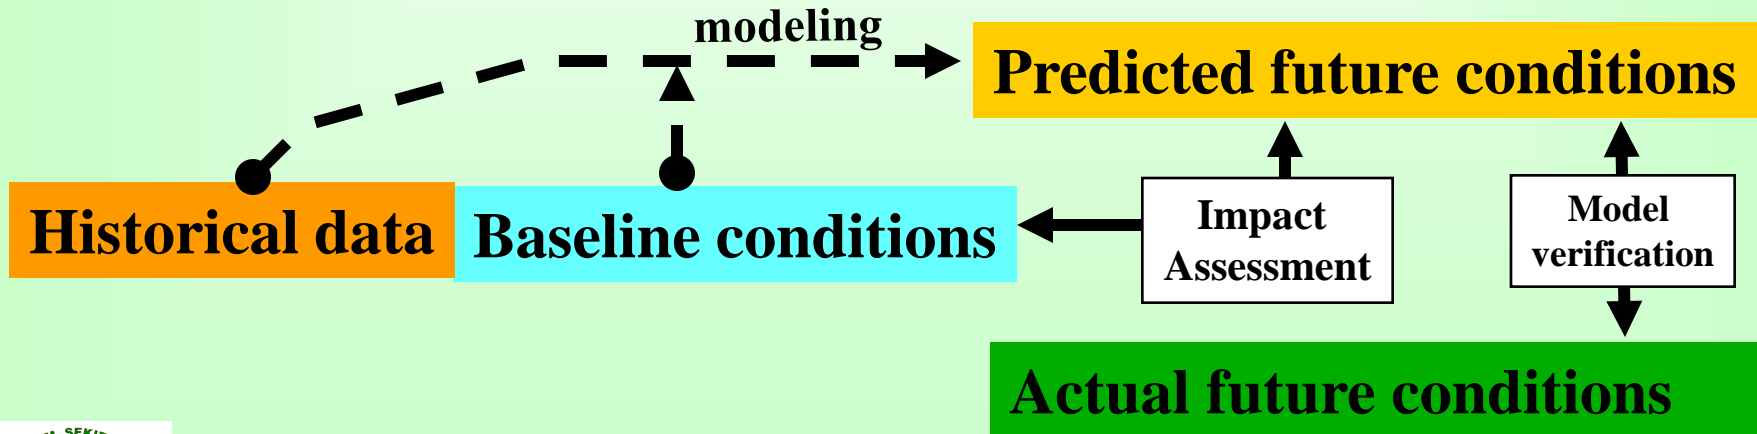 modeling
Predicted future conditions
Historical data
Baseline conditions
Impact
Assessment
Model
verification
Actual future conditions